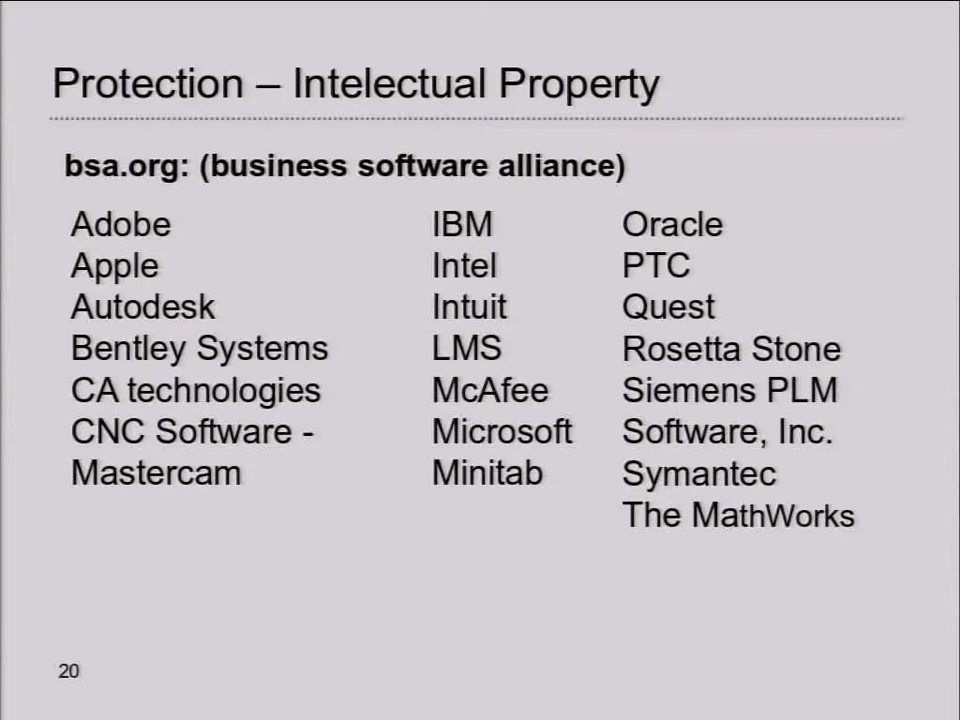 Protection – Intelectual Property
bsa.org: (business software alliance)
Adobe
Apple
Autodesk
Bentley Systems
CA technologies
CNC Software -
Mastercam
IBM
Intel
Intuit
LMS
McAfee
Microsoft
Minitab
Oracle
PTC
Quest
Rosetta Stone
Siemens PLM
Software, Inc.
Symantec
The MathWorks
20